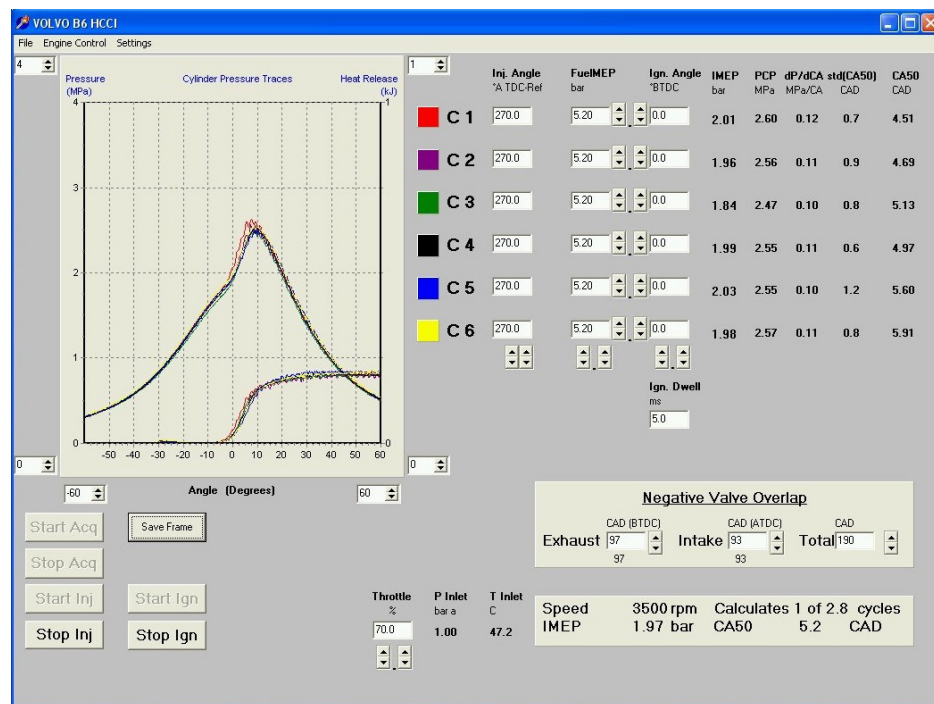 VOLVO B6 HCCI
File Engine Control Settings
4 1
Pressure Cylinder Pressure Traces Heat Release
(MPa) (kJ)
4 1
3
2
1
0 0
-50 -40 -30 -20 -10 0 10 20 30 40 50 60
0 0
-60 Angle (Degrees) 60
Inj. Angle FuelMEP Ign. Angle IMEP PCP dP/dCA std(CA50) CA50
°A TDC-Ref bar °BTDC bar MPa MPa/CA CAD CAD
C 1 270.0 5.20 0.0 2.01 2.60 0.12 0.7 4.51
C 2 270.0 5.20 0.0 1.96 2.56 0.11 0.9 4.69
C 3 270.0 5.20 0.0 1.84 2.47 0.10 0.8 5.13
C 4 270.0 5.20 0.0 1.99 2.55 0.11 0.6 4.97
C 5 270.0 5.20 0.0 2.03 2.55 0.10 1.2 5.60
C 6 270.0 5.20 0.0 1.98 2.57 0.11 0.8 5.91
Ign. Dwell
ms
5.0
Start Acq Save Frame
Stop Acq
Start Inj Start Ign
Stop Inj Stop Ign
Throttle P Inlet T Inlet
% bar a C
70.0 1.00 47.2
Negative Valve Overlap
CAD (BTDC) CAD (ATDC) CAD
Exhaust 97 Intake 93 Total 190
97 93
Speed 3500 rpm Calculates 1 of 2.8 cycles
IMEP 1.97 bar CA50 5.2 CAD